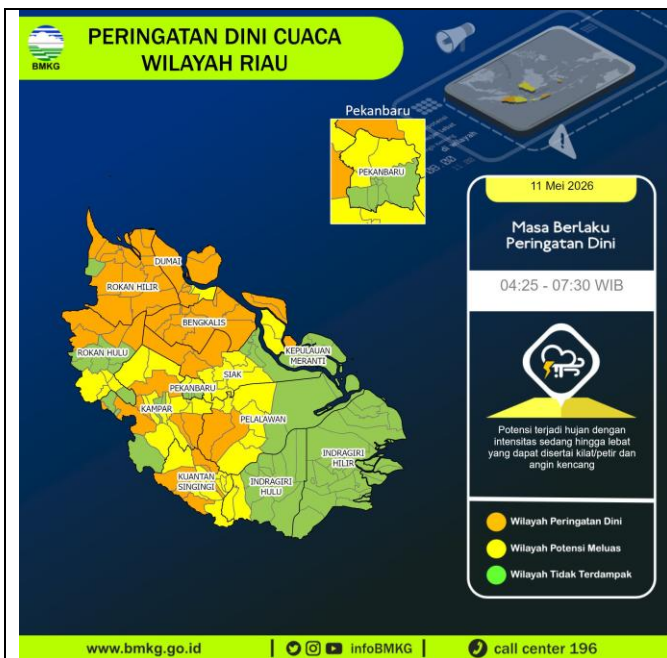 BMKG
PERINGATAN DINI CUACA
WILAYAH RIAU
Pekanbaru
PEKANBARU
11 Mei 2026
Masa Berlaku
Peringatan Dini
04:25 - 07:30 WIB
Potensi terjadi hujan dengan
intensitas sedang hingga lebat
yang dapat disertai kilat/petir dan
angin kencang
Wilayah Peringatan Dini
Wilayah Potensi Meluas
Wilayah Tidak Terdampak
DUMAI
ROKAN HILIR
BENGKALIS
ROKAN HULU
KEPULAUAN
MERANTI
SIAK
PEKANBARU
KAMPAR
PELALAWAN
INDRAGIRI
HILIR
KUANTAN
SINGINGI
INDRAGIRI
HULU
www.bmkg.go.id
infoBMKG
call center 196